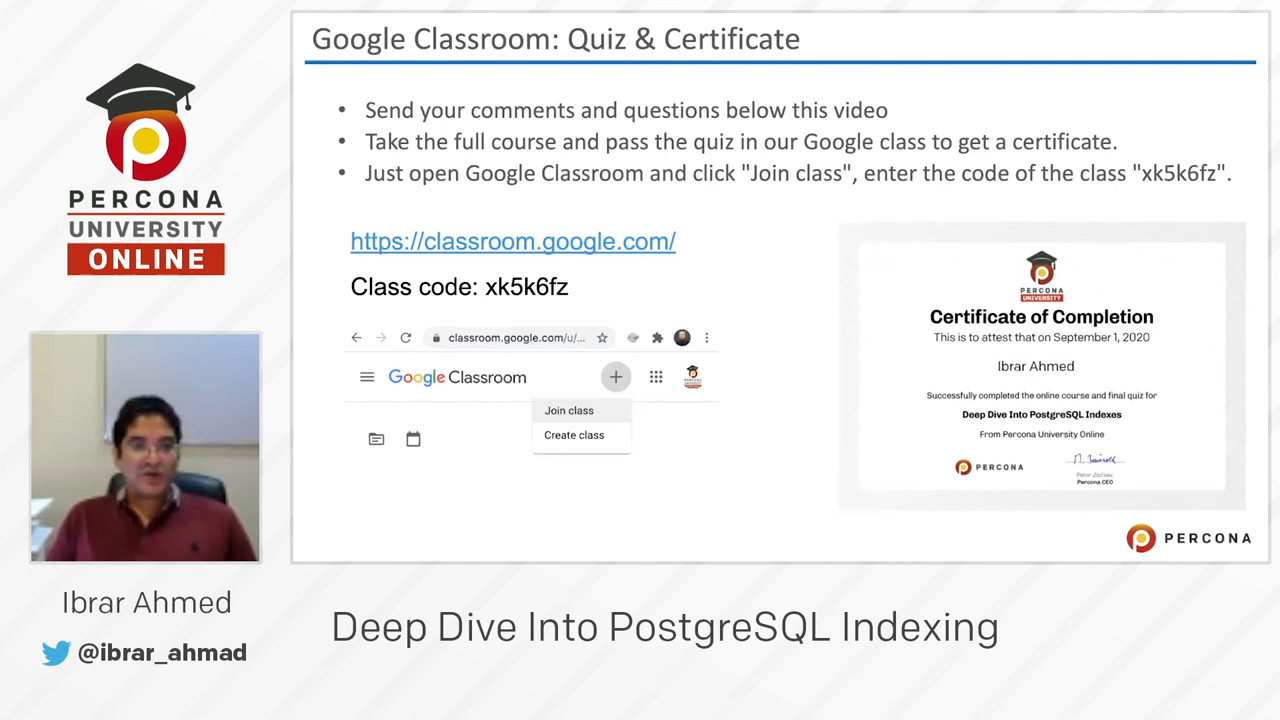 PERCONA
UNIVERSITY
ONLINE
Google Classroom: Quiz & Certificate
• Send your comments and questions below this video
• Take the full course and pass the quiz in our Google class to get a certificate.
• Just open Google Classroom and click "Join class", enter the code of the class "xk5k6fz".
https://classroom.google.com/
Class code: xk5k6fz
classroom.google.com/u/...
Google Classroom
Join class
Create class
PERCONA
UNIVERSITY
Certificate of Completion
This is to attest that on September 1, 2020
Ibrar Ahmed
Successfully completed the online course and final quiz for
Deep Dive Into PostgreSQL Indexes
From Percona University Online
PERCONA
Percona CEO
PERCONA
Ibrar Ahmed
@ibrar_ahmad
Deep Dive Into PostgreSQL Indexing